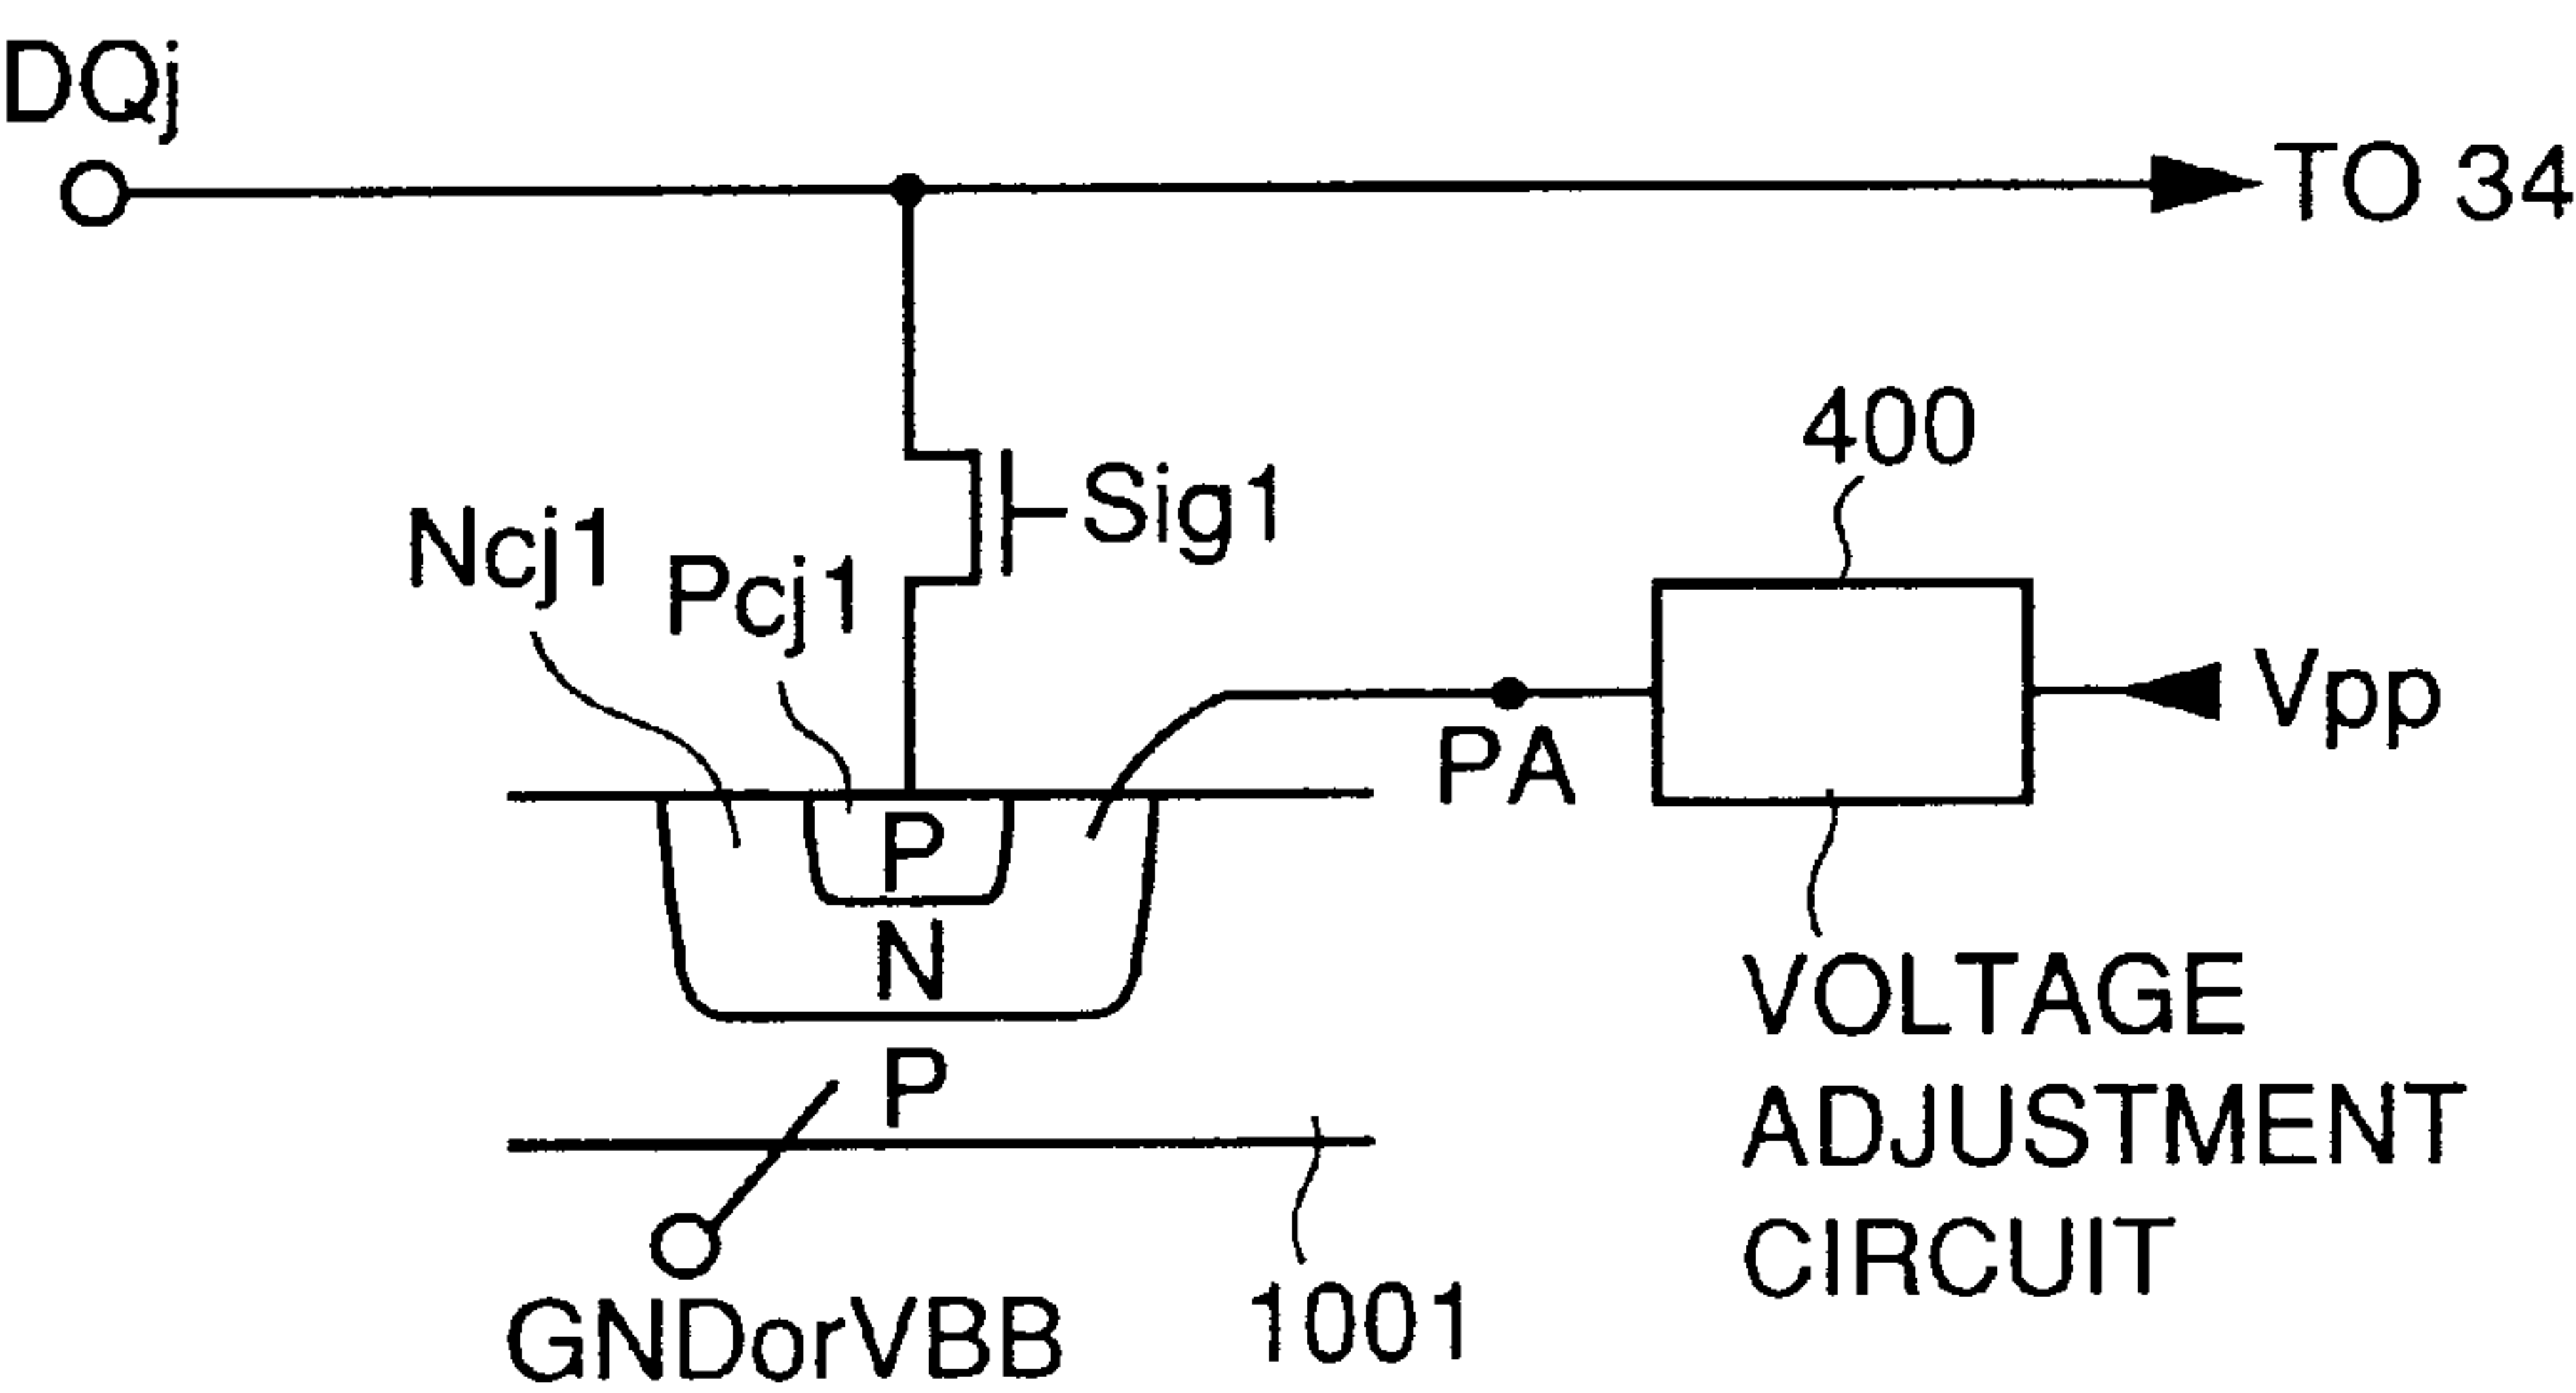 DQj
TO 34
400
Sig1
Ncj1
Pcj1
Vpp
PA
P
N
P
VOLTAGE
ADJUSTMENT
CIRCUIT
GNDorVBB
1001